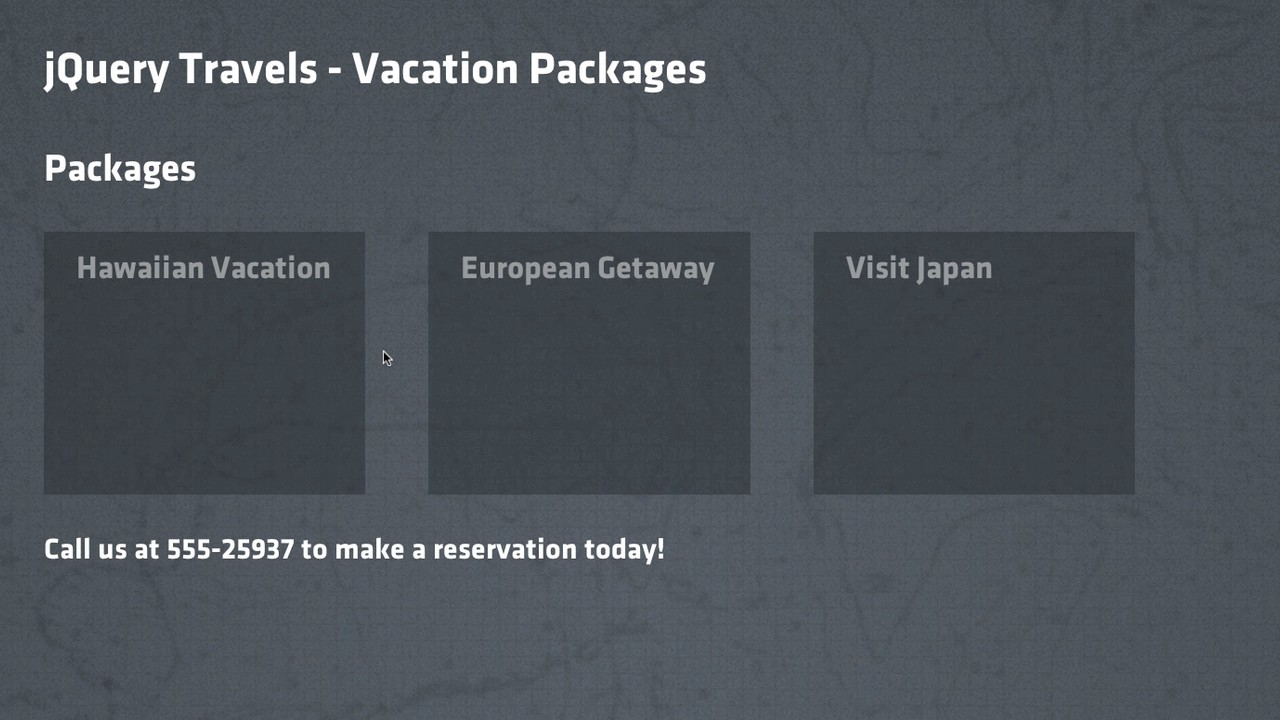 jQuery Travels - Vacation Packages
Packages
Hawaiian Vacation
European Getaway
Visit Japan
Call us at 555-25937 to make a reservation today!